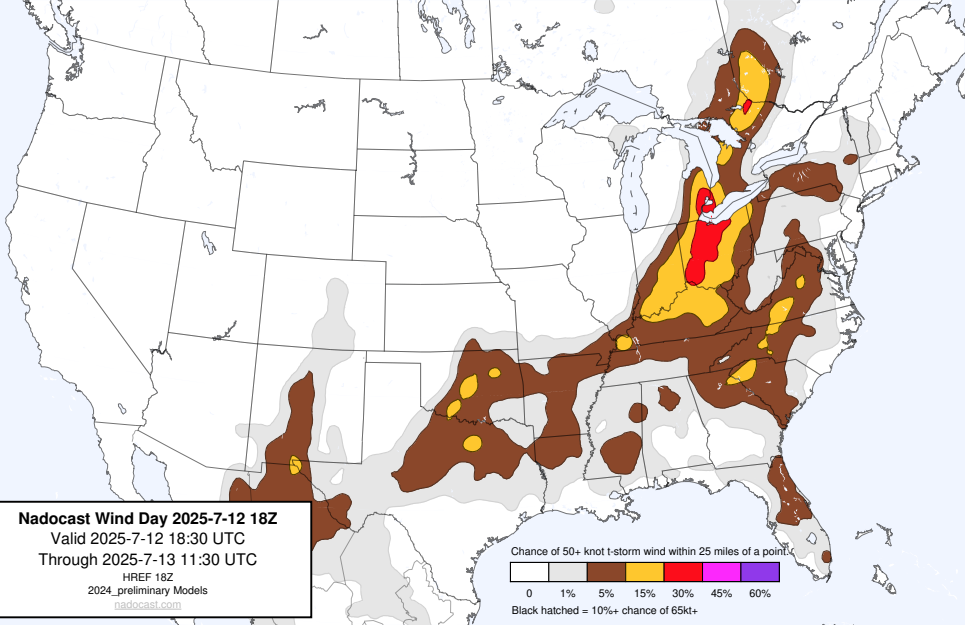 Nadocast Wind Day 2025-7-12 18Z
Valid 2025-7-12 18:30 UTC
Through 2025-7-13 11:30 UTC
HREF 18Z
2024_preliminary Models
nadocast.com
Chance of 50+ knot t-storm wind within 25 miles of a point.
0 1% 5% 15% 30% 45% 60%
Black hatched = 10%+ chance of 65kt+